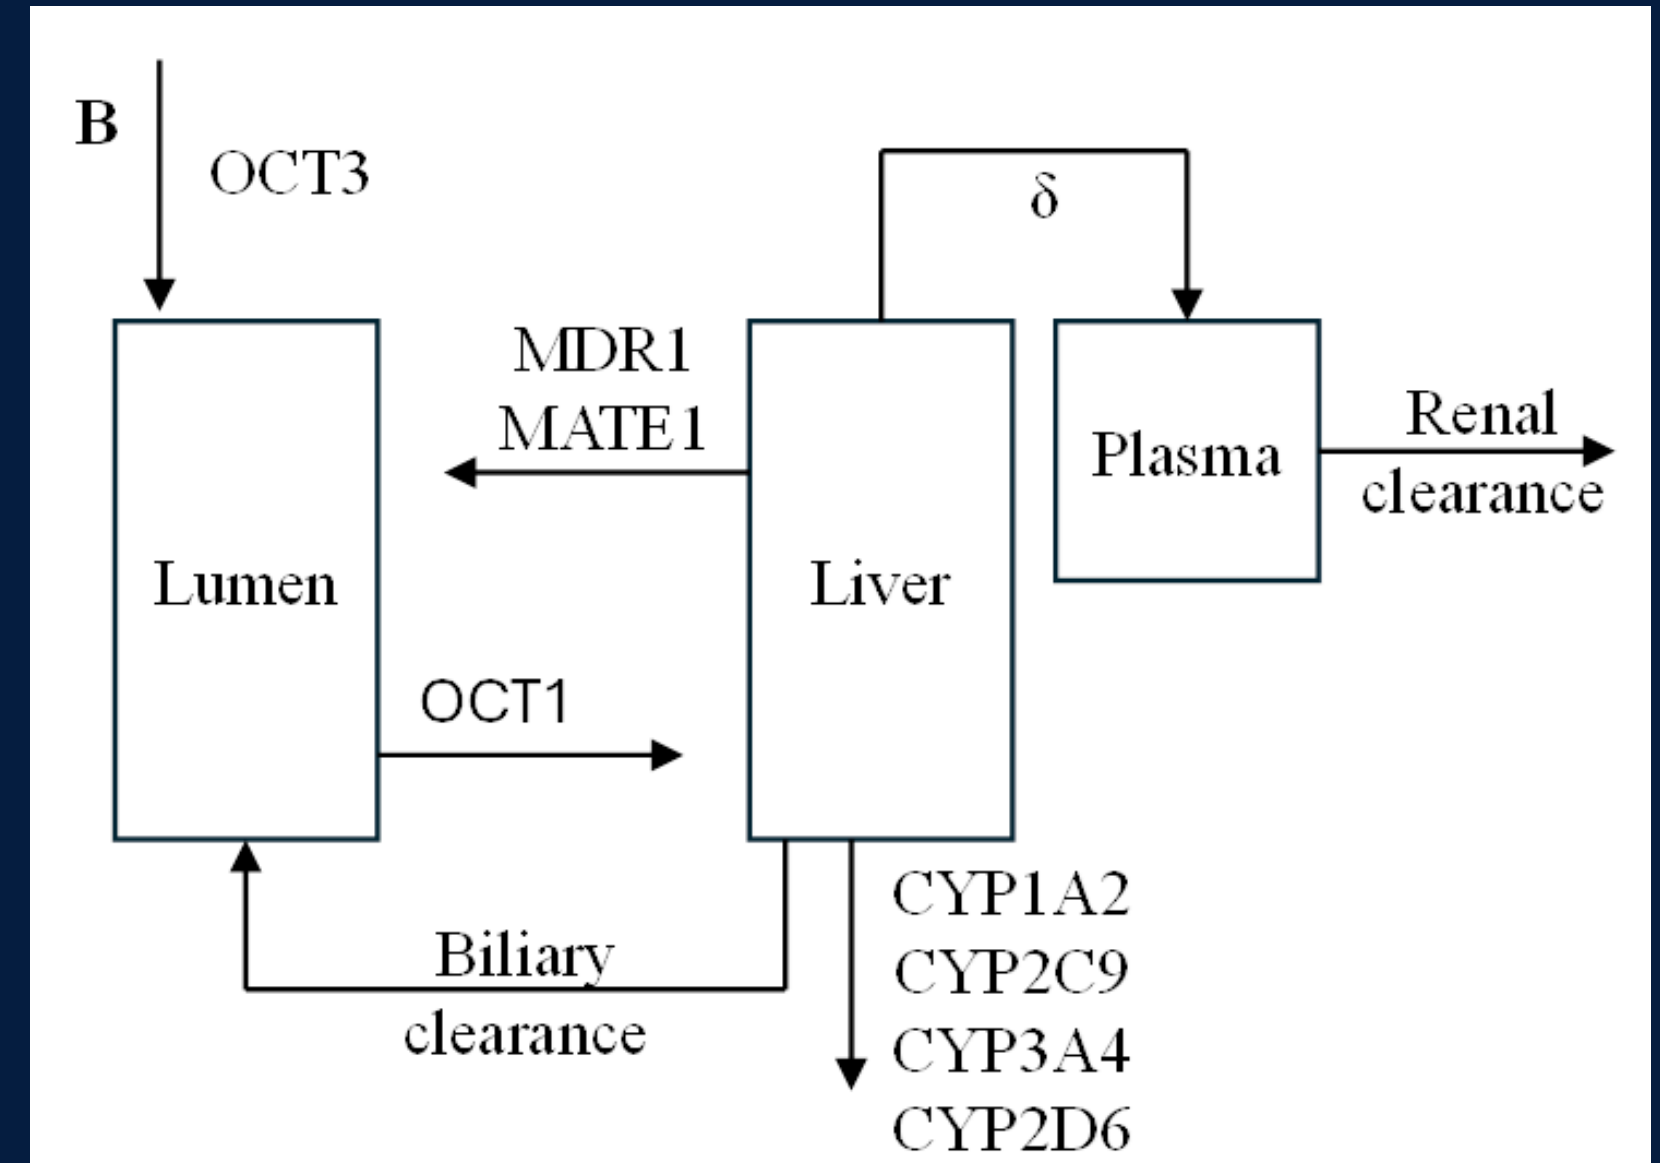 B
OCT3
δ
MDR1
MATE1
Renal
clearance
Plasma
Lumen
Liver
OCT1
Biliary
clearance
CYP1A2
CYP2C9
CYP3A4
CYP2D6